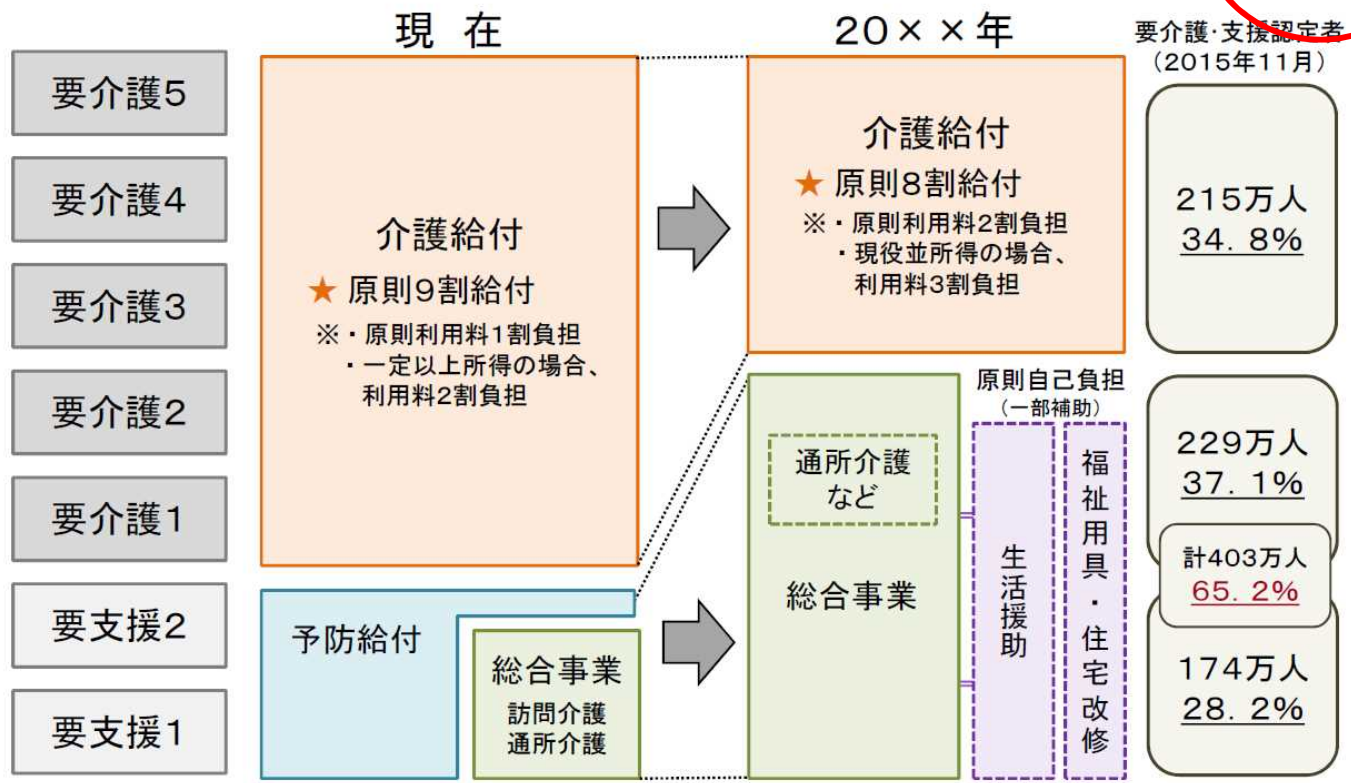 現 在
20××年
要介護・支援認定者
（2015年11月）
要介護5
要介護4
要介護3
要介護2
要介護1
要支援2
要支援1
介護給付
★ 原則9割給付
※・原則利用料1割負担
・一定以上所得の場合、
利用料2割負担
予防給付
総合事業
訪問介護
通所介護
介護給付
★ 原則8割給付
※・原則利用料2割負担
・現役並所得の場合、
利用料3割負担
通所介護
など
総合事業
原則自己負担
（一部補助）
生活援助
福祉用具・住宅改修
215万人
34. 8%
229万人
37. 1%
計403万人
65. 2%
174万人
28. 2%